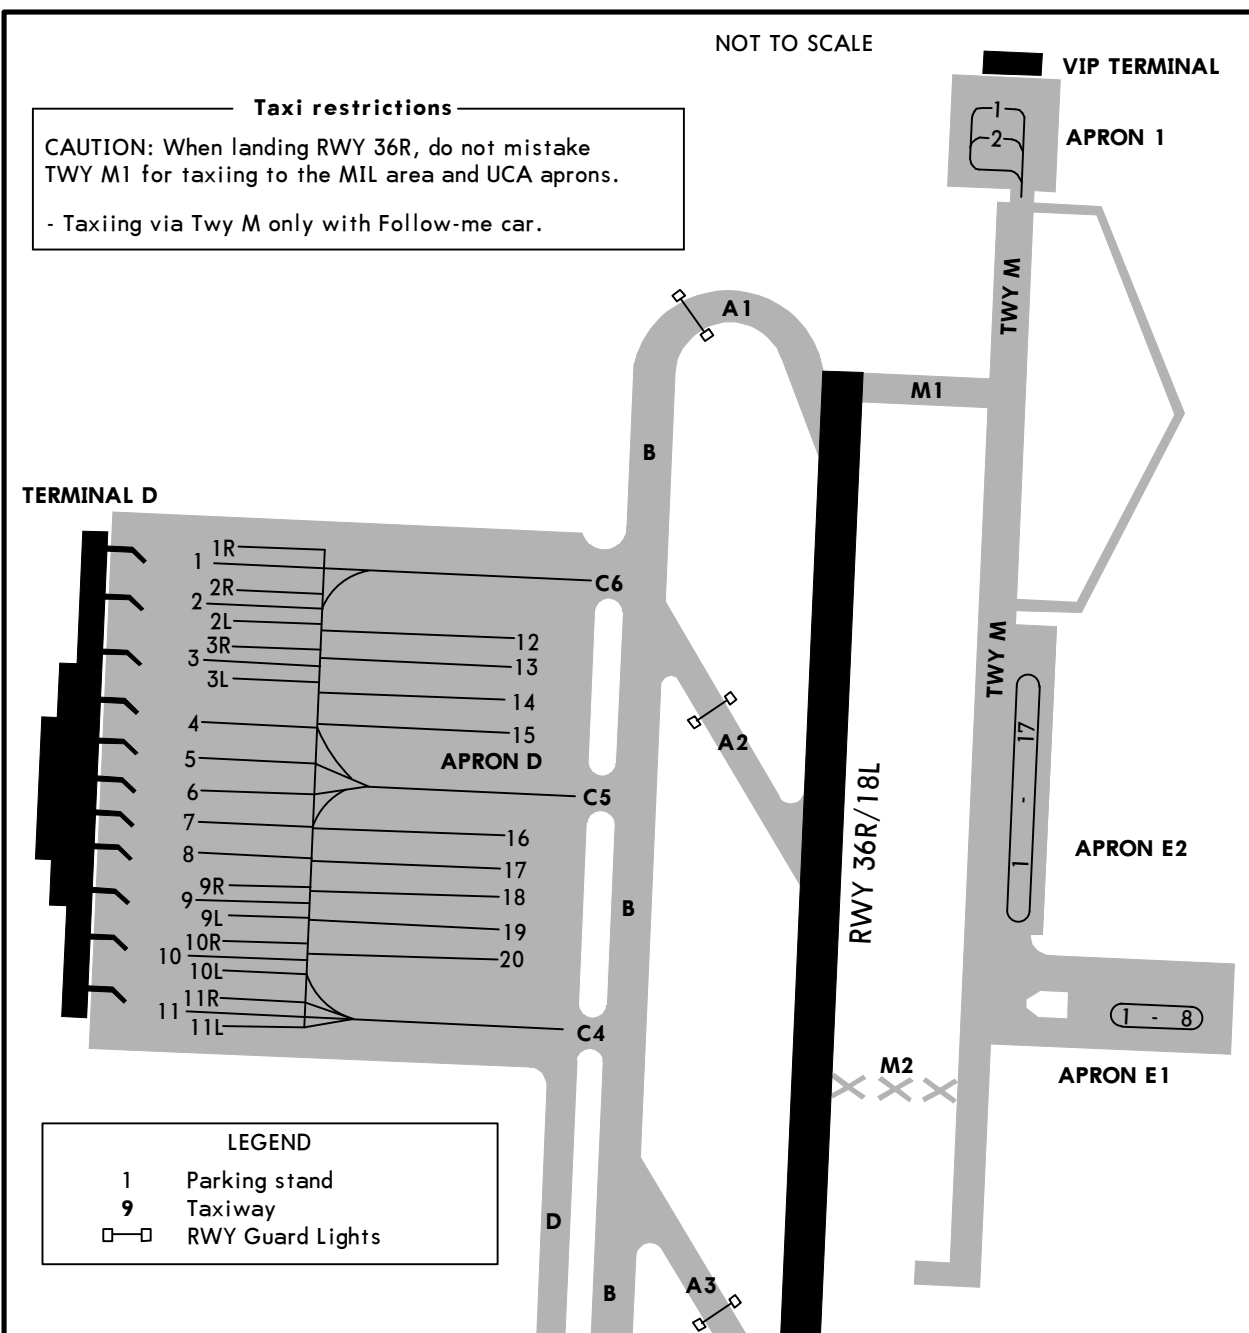 NOT TO SCALE
VIP TERMINAL
Taxi restrictions
CAUTION: When landing RWY 36R, do not mistake
TWY M1 for taxiing to the MIL area and UCA aprons.
- Taxiing via Twy M only with Follow-me car.
1
2
APRON 1
TWY M
A1
M1
B
TERMINAL D
1R
1
C6
2R
2
2L
12
3R
3
13
3L
14
TWY M
4
15
A2
17
-
1
5
APRON D
6
C5
RWY 36R/18L
7
16
8
17
APRON E2
9R
9
18
B
9L
19
10R
10
20
10L
11R
11
11L
C4
1 - 8
M2
APRON E1
LEGEND
1 Parking stand
9 Taxiway
RWY Guard Lights
D
B
A3